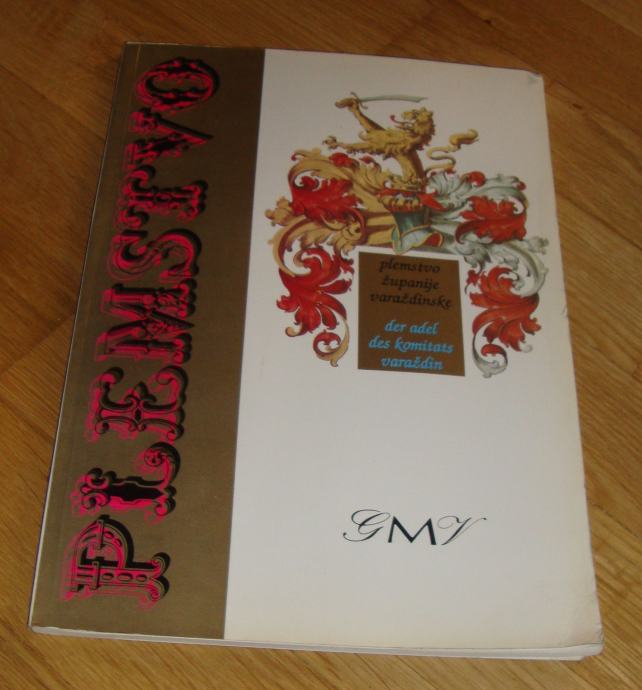 PLEMSTVO
plemstvo
županije
varaždinske
der adel
des komitats
varaždin
GMV